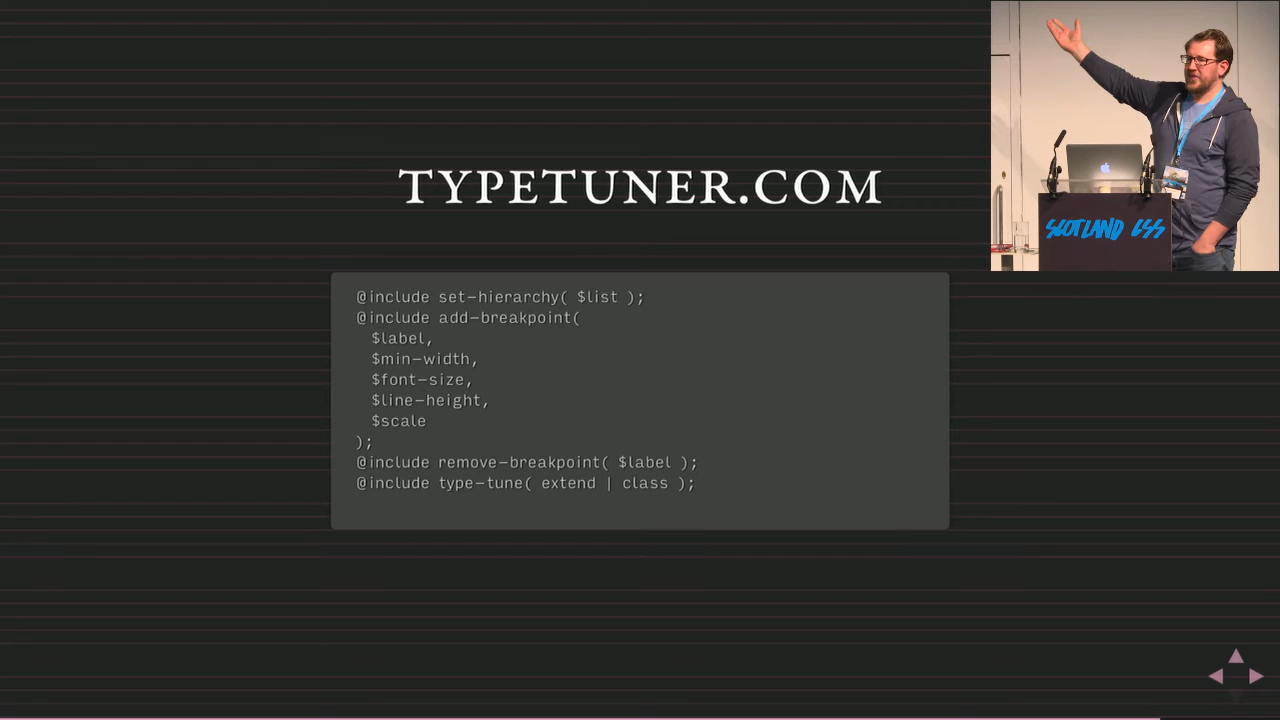 TYPETUNER.COM
@include set-hierarchy( $list );
@include add-breakpoint(
$label,
$min-width,
$font-size,
$line-height,
$scale
);
@include remove-breakpoint( $label );
@include type-tune( extend | class );
SCOTLAND CSS